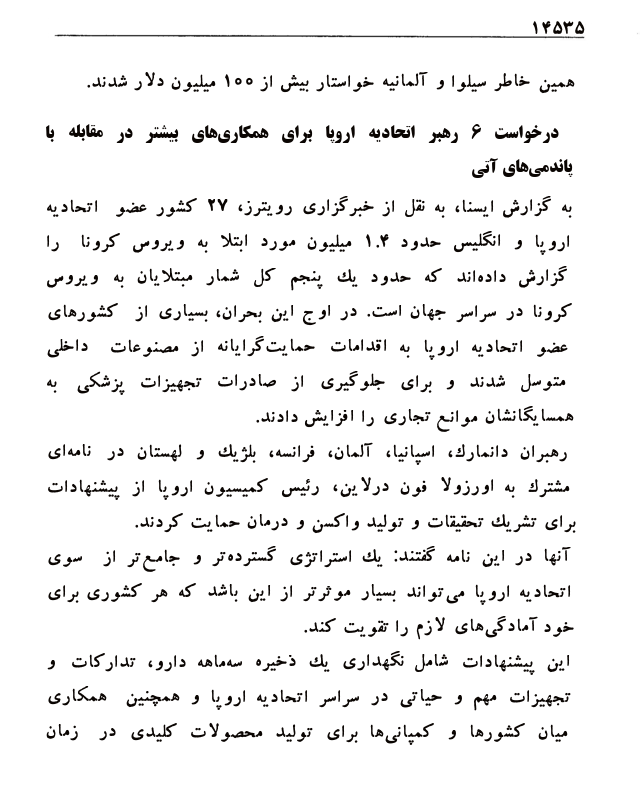 ۱۴۵۳۵
همین خاطر سیلوا و آلمانیه خواستار بیش از ۱۰۰ میلیون دلار شدند.
درخواست ۶ رهبر اتحادیه اروپا برای همکاری‌های بیشتر در مقابله با
پاندمی‌های آتی
به گزارش ایسنا، به نقل از خبرگزاری رویترز، ۲۷ کشور عضو اتحادیه
اروپا و انگلیس حدود ۱.۴ میلیون مورد ابتلا به ویروس کرونا را
گزارش داده‌اند که حدود یك پنجم کل شمار مبتلایان به ویروس
کرونا در سراسر جهان است. در اوج این بحران، بسیاری از کشورهای
عضو اتحادیه اروپا به اقدامات حمایت‌گرایانه از مصنوعات داخلی
متوسل شدند و برای جلوگیری از صادرات تجهیزات پزشکی به
همسایگانشان موانع تجاری را افزایش دادند.
رهبران دانمارك، اسپانیا، آلمان، فرانسه، بلژیك و لهستان در نامه‌ای
مشترك به اورزولا فون درلاین، رئیس کمیسیون اروپا از پیشنهادات
برای تشریك تحقیقات و تولید واکسن و درمان حمایت کردند.
آنها در این نامه گفتند: یك استراتژی گسترده‌تر و جامع‌تر از سوی
اتحادیه اروپا می‌تواند بسیار موثرتر از این باشد که هر کشوری برای
خود آمادگی‌های لازم را تقویت کند.
این پیشنهادات شامل نگهداری یك ذخیره سه‌ماهه دارو، تدارکات و
تجهیزات مهم و حیاتی در سراسر اتحادیه اروپا و همچنین همکاری
میان کشورها و کمپانی‌ها برای تولید محصولات کلیدی در زمان